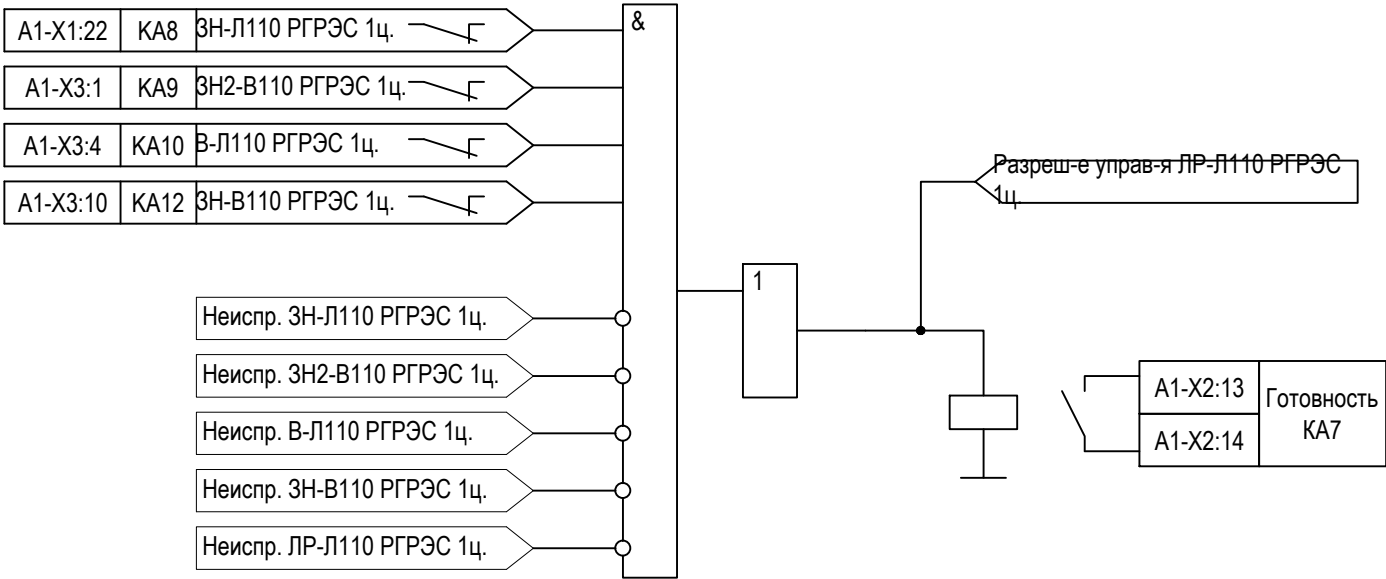 A1-X1:22 KA8 ЗН-Л110 РГРЭС 1ц.
&
A1-X3:1 KA9 ЗН2-В110 РГРЭС 1ц.
A1-X3:4 KA10 В-Л110 РГРЭС 1ц.
A1-X3:10 KA12 ЗН-В110 РГРЭС 1ц.
Разреш-е управ-я ЛР-Л110 РГРЭС
1ц.
1
Неиспр. ЗН-Л110 РГРЭС 1ц.
Неиспр. ЗН2-В110 РГРЭС 1ц.
Неиспр. В-Л110 РГРЭС 1ц.
Неиспр. ЗН-В110 РГРЭС 1ц.
Неиспр. ЛР-Л110 РГРЭС 1ц.
A1-X2:13
A1-X2:14
Готовность
КА7